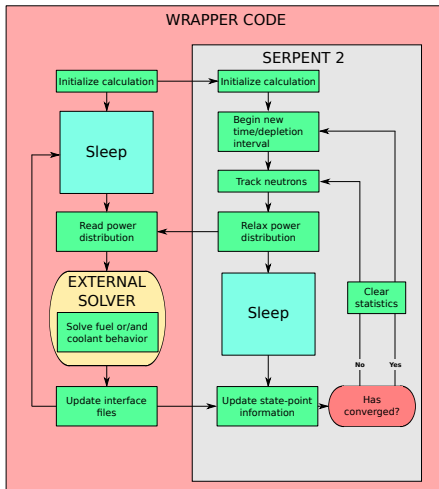 WRAPPER CODE
SERPENT 2
Initialize calculation
Initialize calculation
Sleep
Begin new
time/depletion
interval
Track neutrons
Read power
distribution
Relax power
distribution
EXTERNAL
SOLVER
Solve fuel or/and
coolant behavior
Sleep
Clear
statistics
No
Yes
Update interface
files
Update state-point
information
Has
converged?